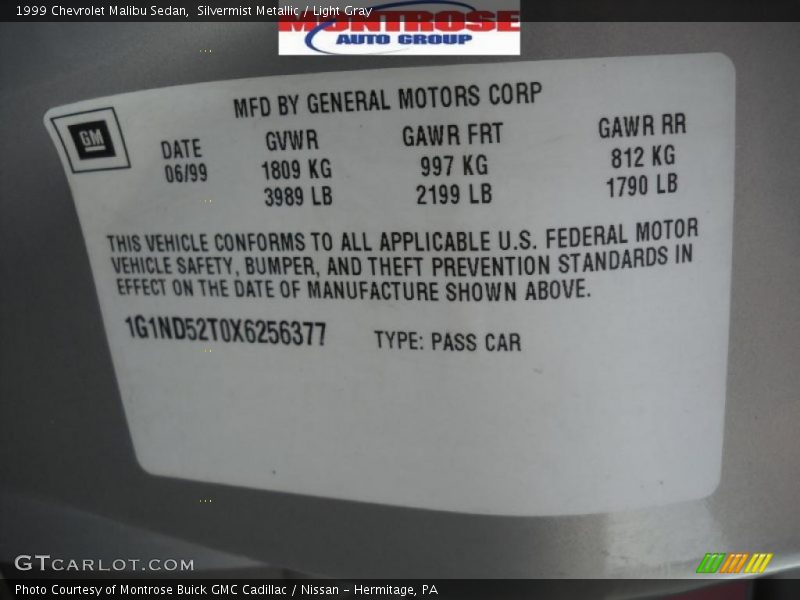 1999 Chevrolet Malibu Sedan,  Silvermist Metallic / Light Gray
MONTROSE
AUTO GROUP
MFD BY GENERAL MOTORS CORP
GM
DATE GVWR GAWR FRT GAWR RR
06/99 1809 KG 997 KG 812 KG
3989 LB 2199 LB 1790 LB
THIS VEHICLE CONFORMS TO ALL APPLICABLE U.S. FEDERAL MOTOR
VEHICLE SAFETY, BUMPER, AND THEFT PREVENTION STANDARDS IN
EFFECT ON THE DATE OF MANUFACTURE SHOWN ABOVE.
1G1ND52T0X6256377 TYPE: PASS CAR
GTCARLOT.COM
Photo Courtesy of Montrose Buick GMC Cadillac / Nissan - Hermitage, PA